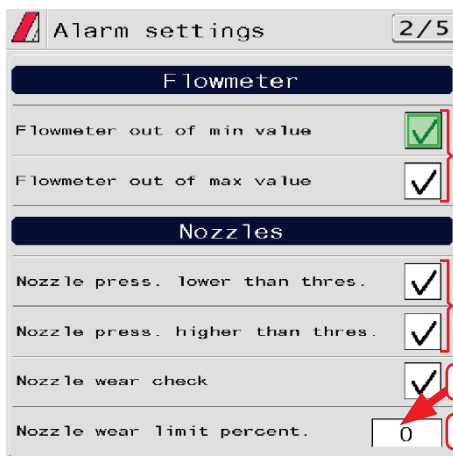 Alarm settings 2/5
Flowmeter
Flowmeter out of min value
Flowmeter out of max value
Nozzles
Nozzle press. lower than thres.
Nozzle press. higher than thres.
Nozzle wear check
Nozzle wear limit percent. 0